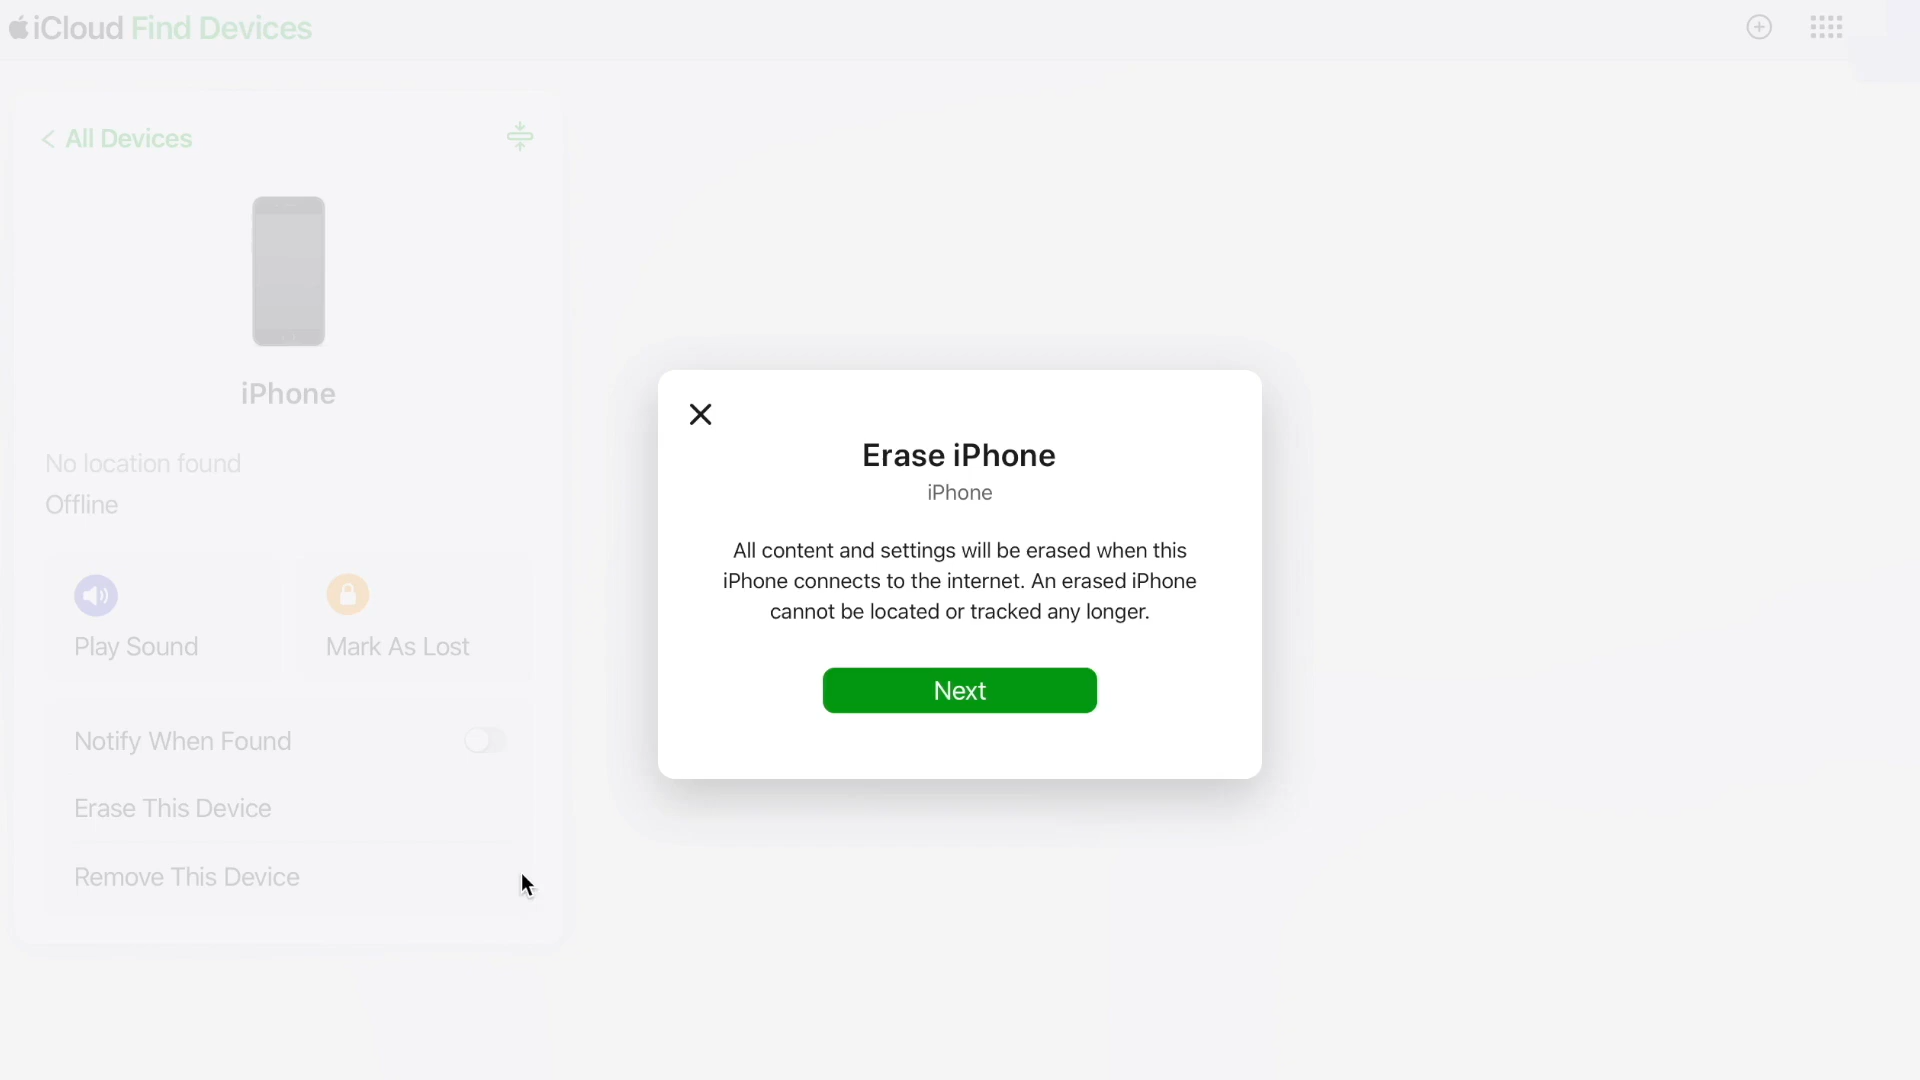 iCloud Find Devices
All Devices
iPhone
No location found
Offline
Play Sound
Mark As Lost
Notify When Found
Erase This Device
Remove This Device
Erase iPhone
iPhone
All content and settings will be erased when this
iPhone connects to the internet. An erased iPhone
cannot be located or tracked any longer.
Next